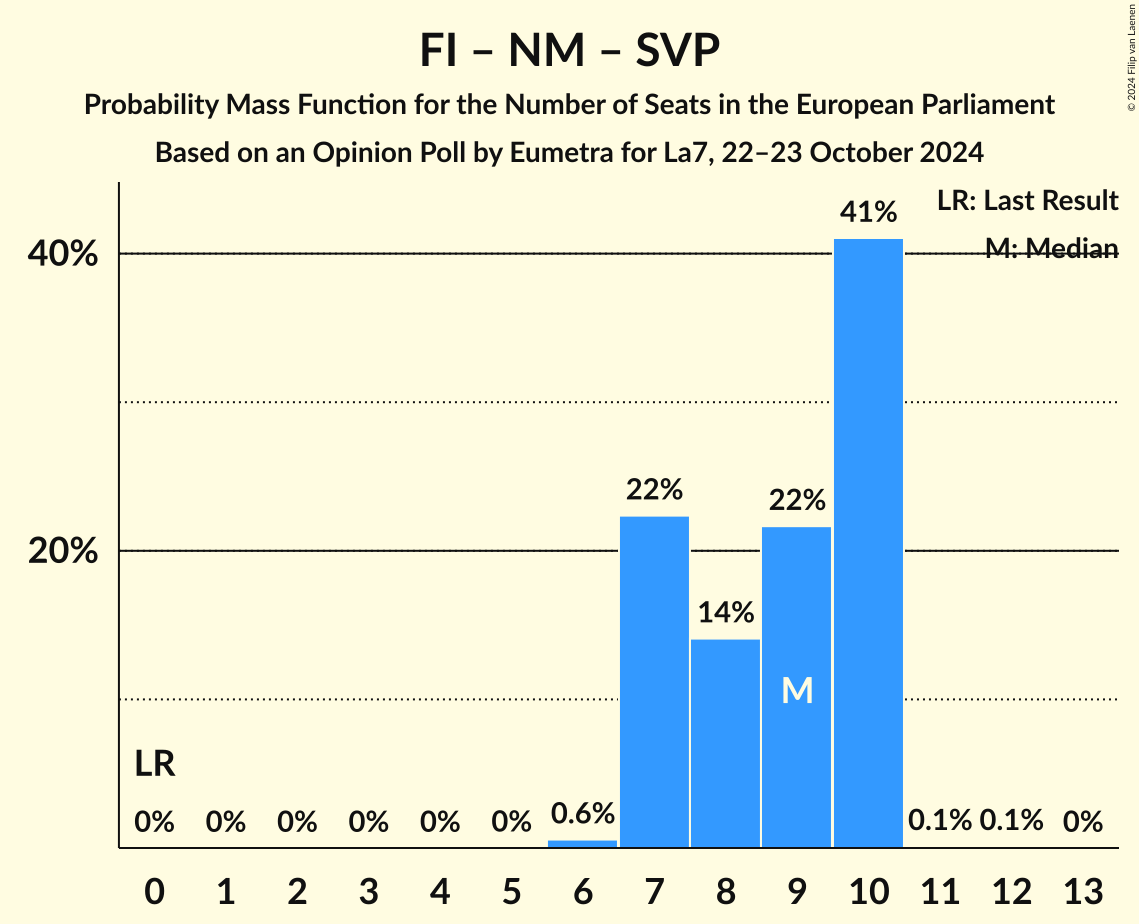 FI – NM – SVP
Probability Mass Function for the Number of Seats in the European Parliament
Based on an Opinion Poll by Eumetra for La7, 22–23 October 2024
© 2024 Filip van Laenen
LR: Last Result
M: Median
40%
20%
41%
22%
22%
14%
M
LR
0% 0% 0% 0% 0% 0% 0.6% 0.1% 0.1% 0%
0 1 2 3 4 5 6 7 8 9 10 11 12 13